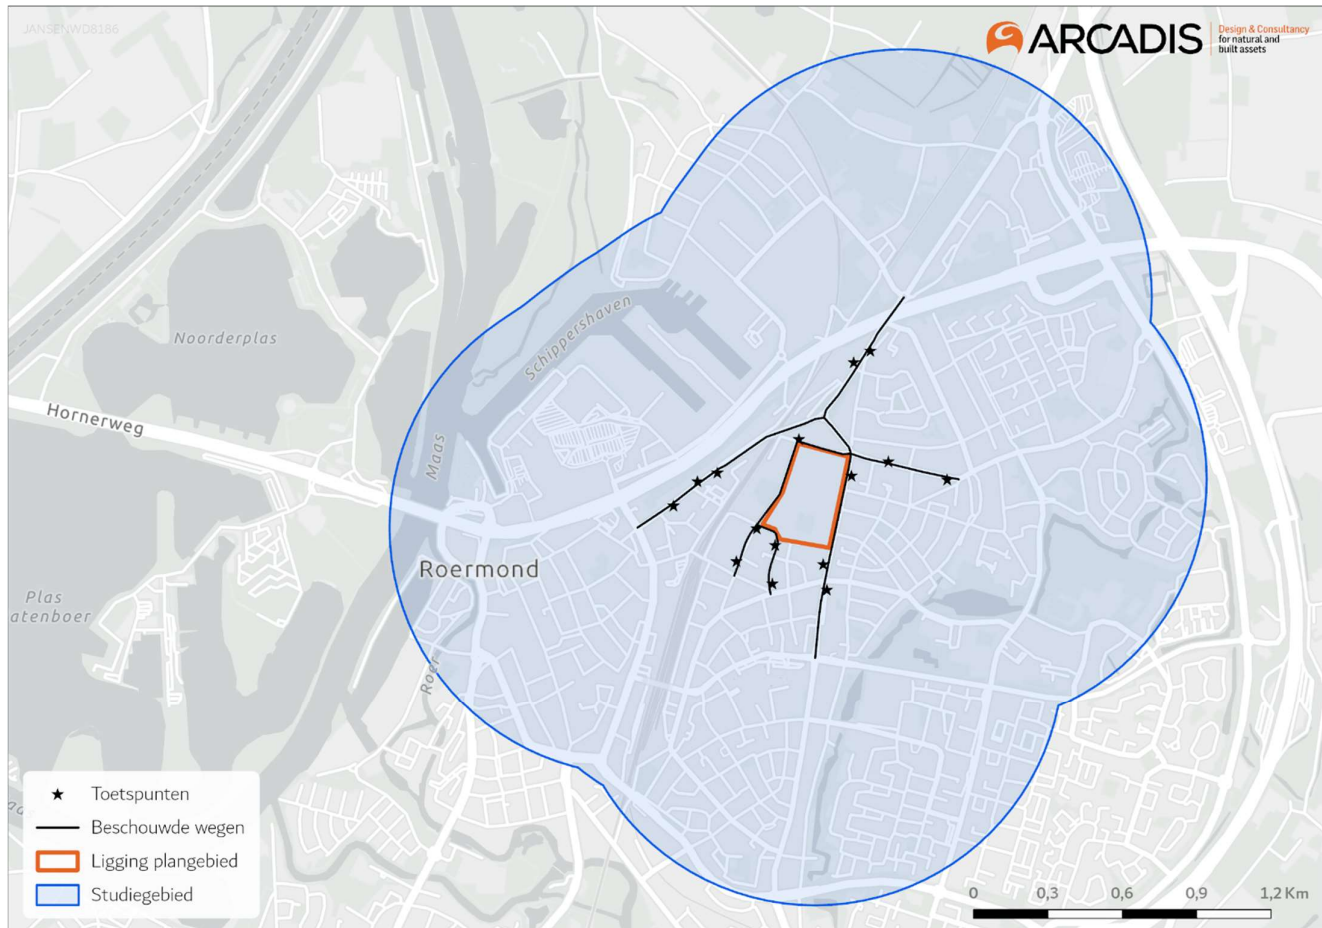 JANSENWD8186
ARCADIS
Design & Consultancy
for natural and
built assets
Noorderplas
Schippershaven
Hornerweg
Maas
Roermond
Plas
atenboer
Roer
Toetspunten
Beschouwde wegen
Ligging plangebied
Studiegebied
0 0,3 0,6 0,9 1,2 Km